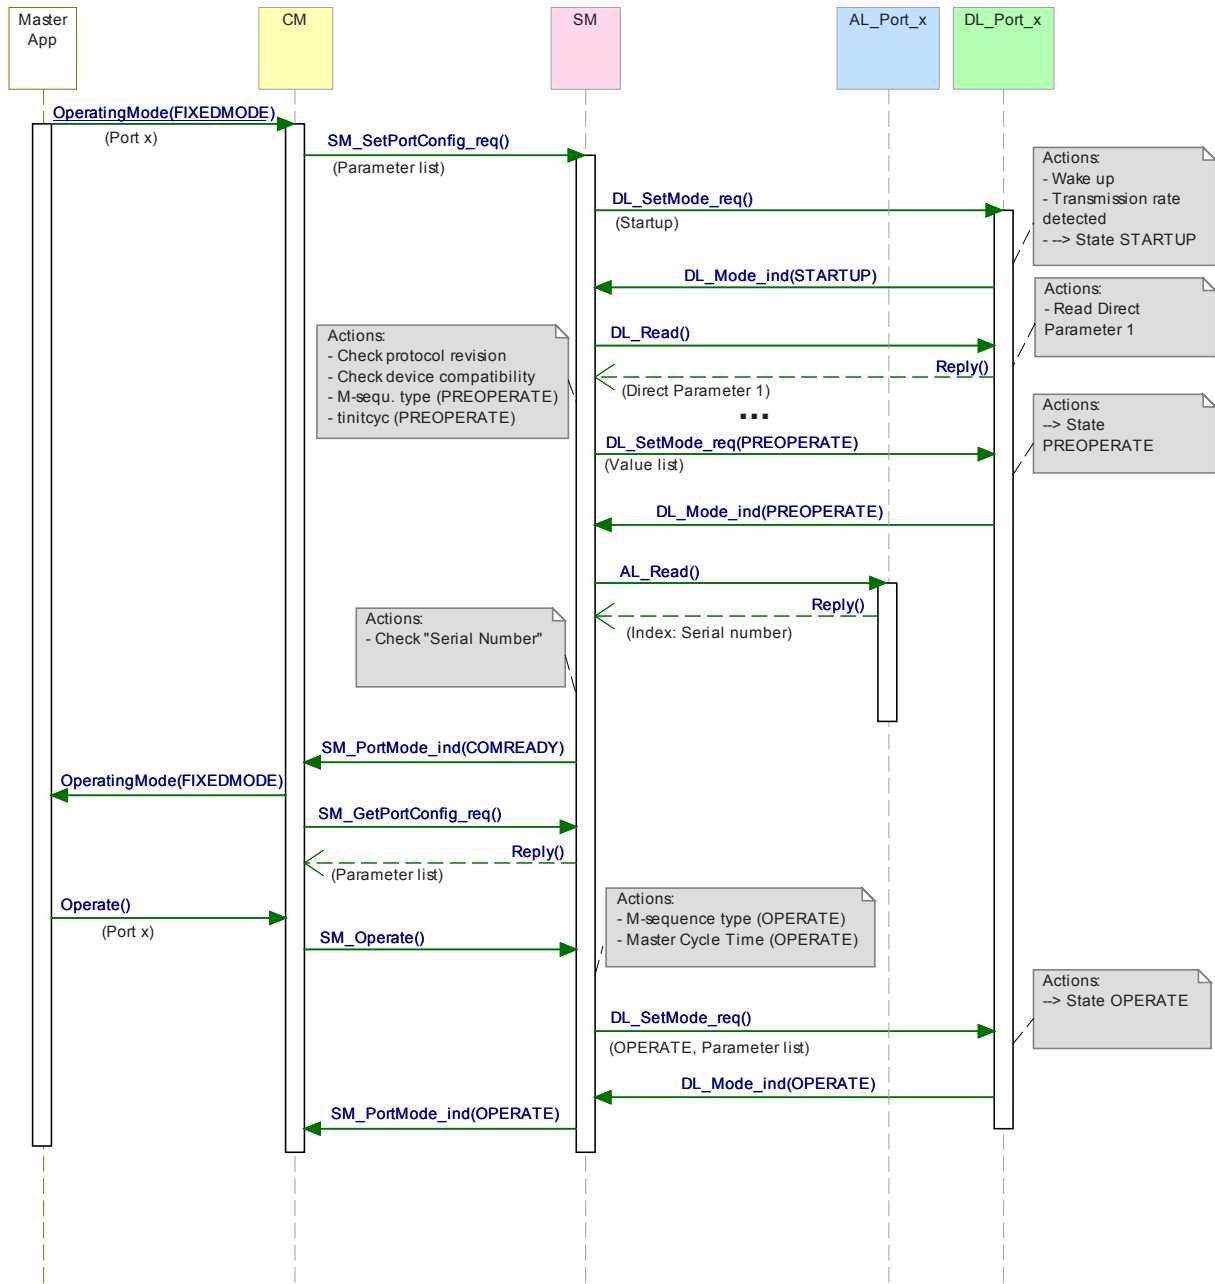 Master
App
CM
SM
AL_Port_x
DL_Port_x
OperatingMode(FIXEDMODE)
(Port x)
SM_SetPortConfig_req()
(Parameter list)
Actions:
- Wake up
- Transmission rate
detected
- --> State STARTUP
DL_SetMode_req()
(Startup)
DL_Mode_ind(STARTUP)
Actions:
- Read Direct
Parameter 1
Actions:
- Check protocol revision
- Check device compatibility
- M-sequ. type (PREOPERATE)
- tinitcyc (PREOPERATE)
DL_Read()
Reply()
(Direct Parameter 1)
...
Actions:
--> State
PREOPERATE
DL_SetMode_req(PREOPERATE)
(Value list)
DL_Mode_ind(PREOPERATE)
AL_Read()
Reply()
(Index: Serial number)
Actions:
- Check "Serial Number"
SM_PortMode_ind(COMREADY)
OperatingMode(FIXEDMODE)
SM_GetPortConfig_req()
Reply()
(Parameter list)
Operate()
(Port x)
Actions:
- M-sequence type (OPERATE)
- Master Cycle Time (OPERATE)
SM_Operate()
Actions:
--> State OPERATE
DL_SetMode_req()
(OPERATE, Parameter list)
DL_Mode_ind(OPERATE)
SM_PortMode_ind(OPERATE)